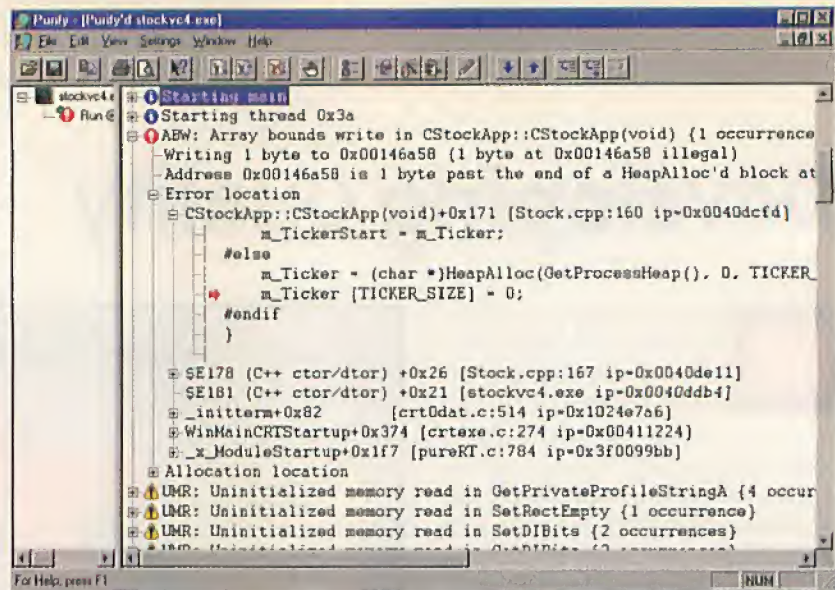 Purify - [Purify'd stockvc4.exe]
File Edit View Settings Window Help
stockvc4.e
Run @
Starting main
Starting thread 0x3a
ABW: Array bounds write in CStockApp::CStockApp(void) {1 occurrence
Writing 1 byte to 0x00146a58 {1 byte at 0x00146a58 illegal}
Address 0x00146a58 is 1 byte past the end of a HeapAlloc'd block at
Error location
CStockApp::CStockApp(void)+0x171 [Stock.cpp:160 ip=0x0040dcfd]
m_TickerStart = m_Ticker;
#else
m_Ticker = (char *)HeapAlloc(GetProcessHeap(), 0, TICKER_
m_Ticker [TICKER_SIZE] = 0;
#endif
}
$E178 (C++ ctor/dtor) +0x26 [Stock.cpp:167 ip=0x0040de11]
$E181 (C++ ctor/dtor) +0x21 [stockvc4.exe ip=0x0040ddb4]
_initterm+0x82 [crt0dat.c:514 ip=0x1024e7a6]
WinMainCRTStartup+0x374 [crtexe.c:274 ip=0x00411224]
_x_ModuleStartup+0x1f7 [pureRT.c:784 ip=0x3f0099bb]
Allocation location
UMR: Uninitialized memory read in GetPrivateProfileStringA {4 occur
UMR: Uninitialized memory read in SetRectEmpty {1 occurrence}
UMR: Uninitialized memory read in SetDIBits {2 occurrences}
For Help, press F1
NUM